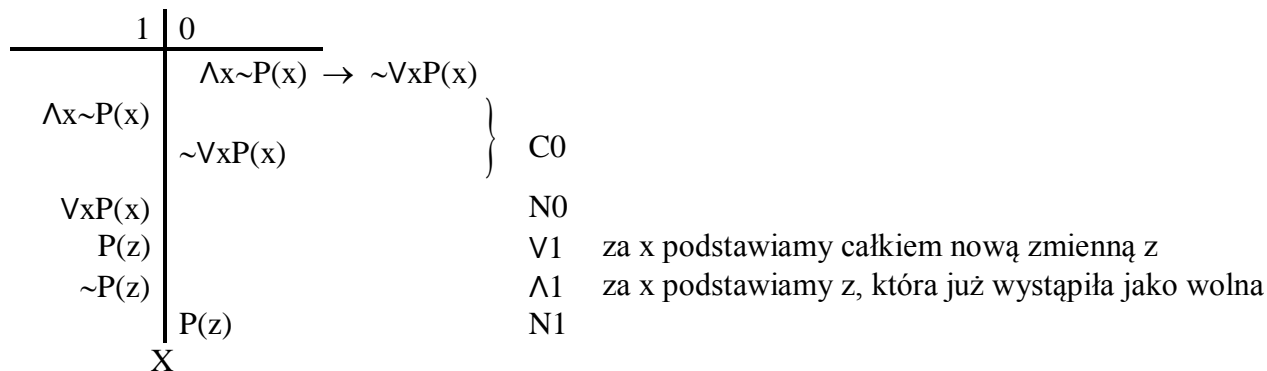 1 0
Λx~P(x) → ~VxP(x)
Λx~P(x)
~VxP(x) } C0
VxP(x) N0
P(z) V1 za x podstawiamy całkiem nową zmienną z
~P(z) Λ1 za x podstawiamy z, która już wystąpiła jako wolna
P(z) N1
X